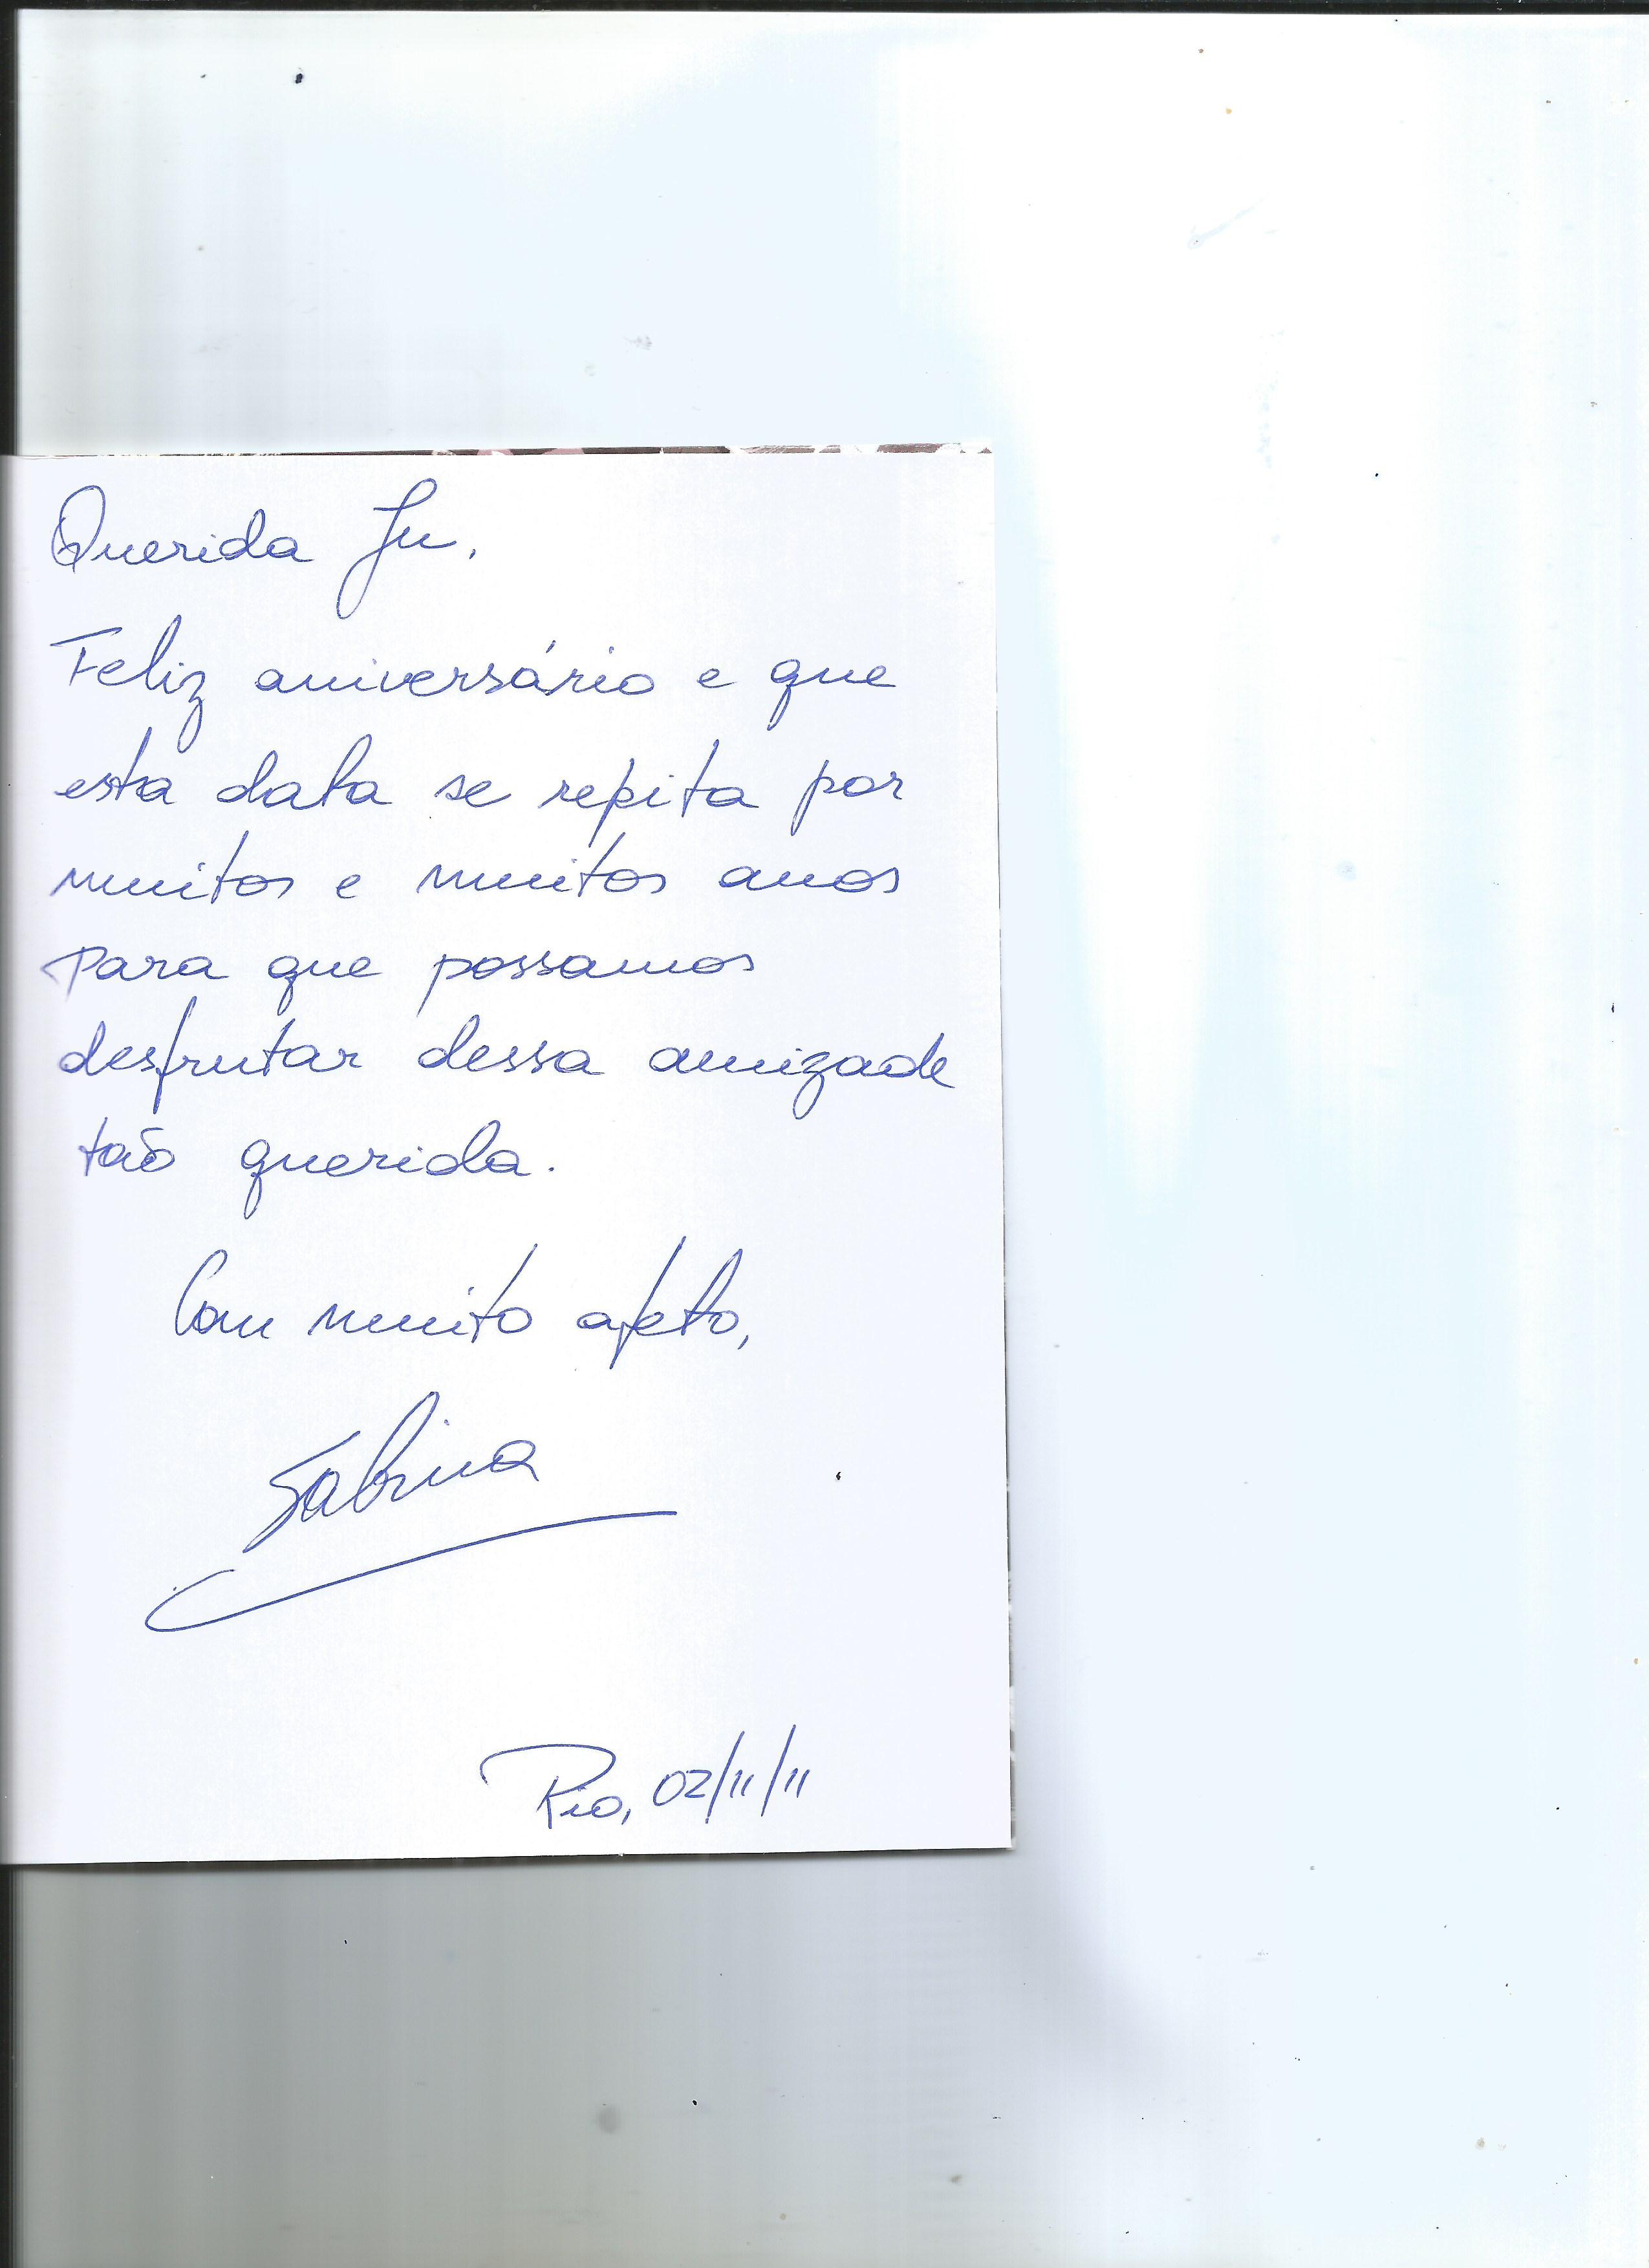 Querida Ju,
Feliz aniversário e que
esta data se repita por
muitos e muitos anos
para que possamos
desfrutar dessa amizade
tão querida.
Com muito afeto,
Sabrina
Rio, 02/11/11